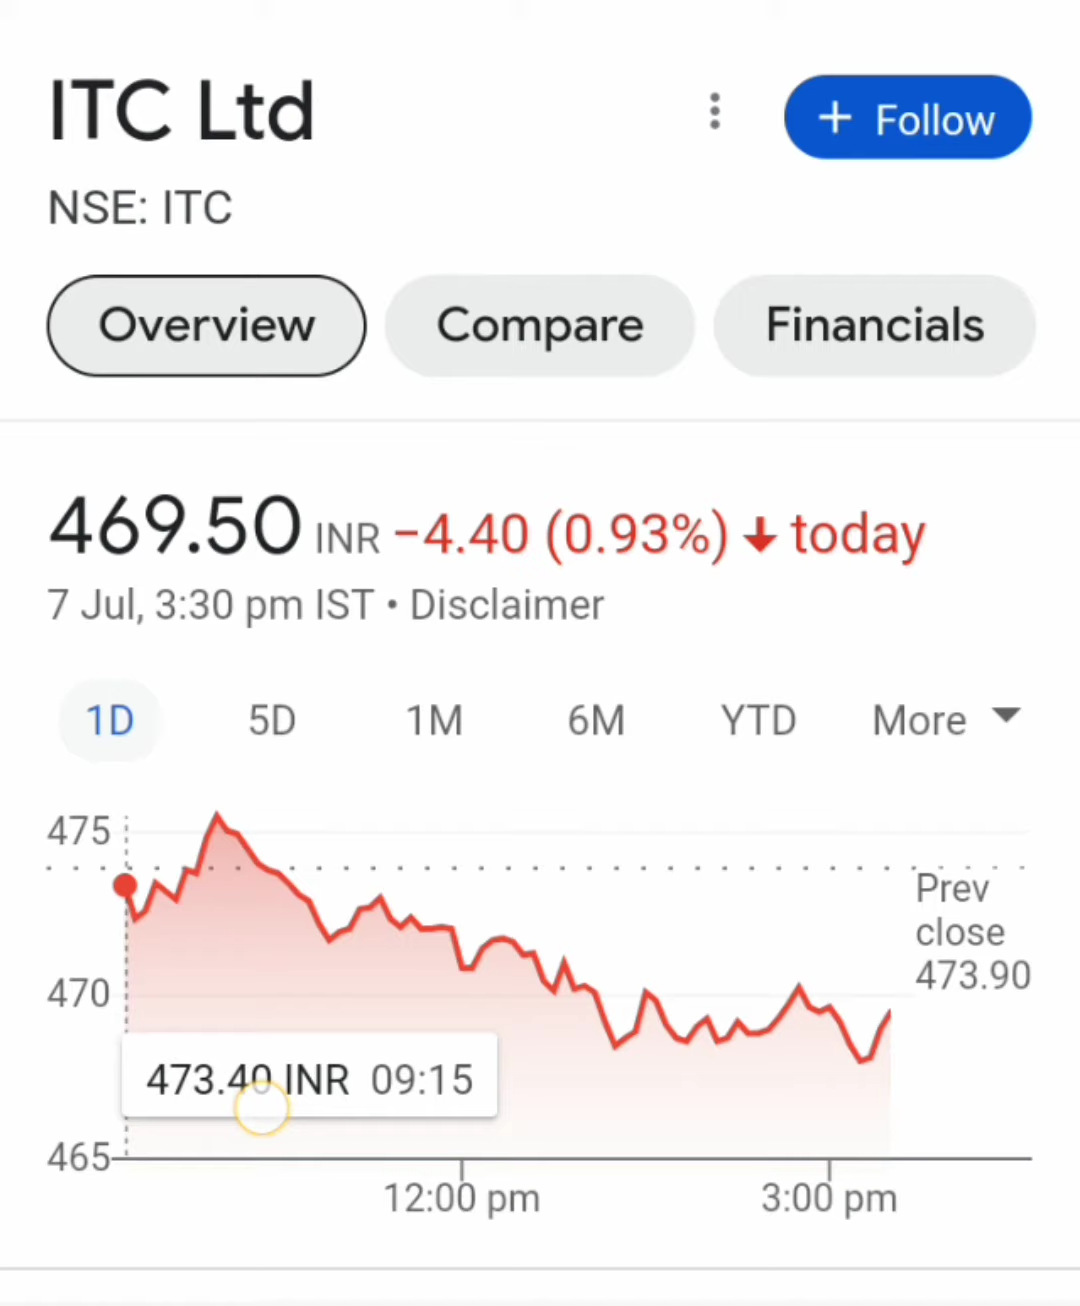 ITC Ltd
+ Follow
NSE: ITC
Overview Compare Financials
469.50 INR −4.40 (0.93%) ↓ today
7 Jul, 3:30 pm IST • Disclaimer
1D 5D 1M 6M YTD More
475
Prev
close
473.90
470
473.40 INR 09:15
465
12:00 pm 3:00 pm